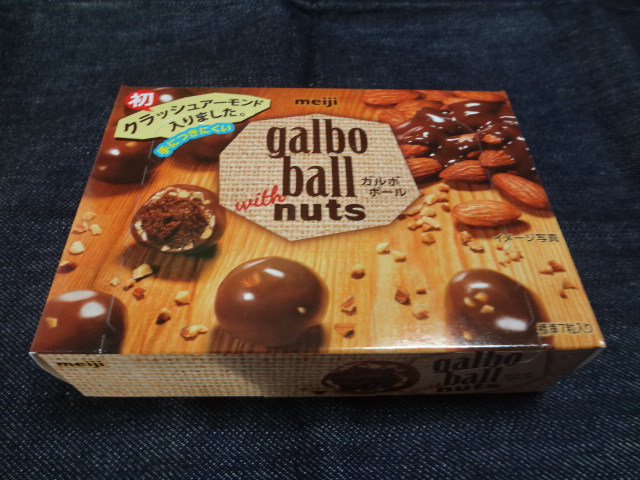 初
クラッシュアーモンド
入りました。
手につきにくい
meiji
galbo
ball
with
nuts
ガルボ
ボール
イメージ写真
標準7粒入り
meiji
galbo
ball
nuts